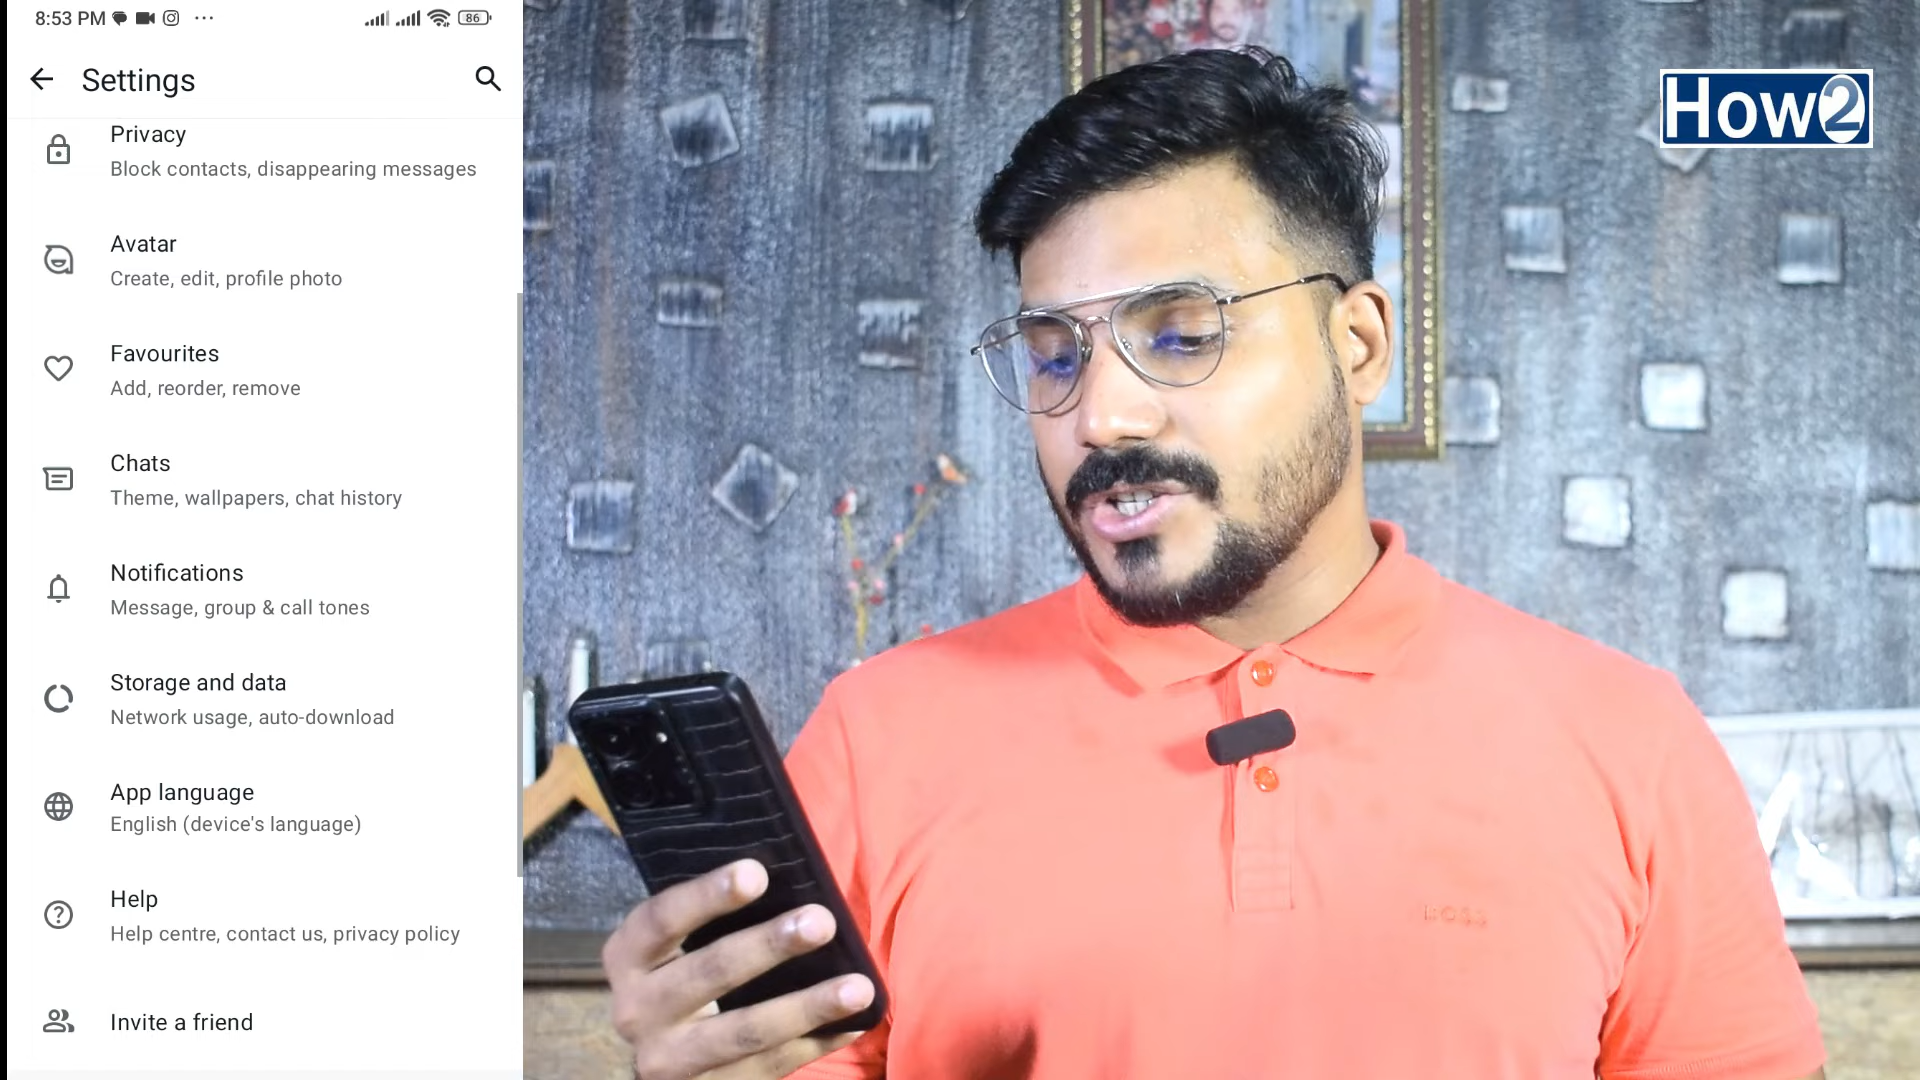 8:53 PM
86
Settings
Privacy
Block contacts, disappearing messages
Avatar
Create, edit, profile photo
Favourites
Add, reorder, remove
Chats
Theme, wallpapers, chat history
Notifications
Message, group & call tones
Storage and data
Network usage, auto-download
App language
English (device's language)
Help
Help centre, contact us, privacy policy
Invite a friend
How2
BOSS